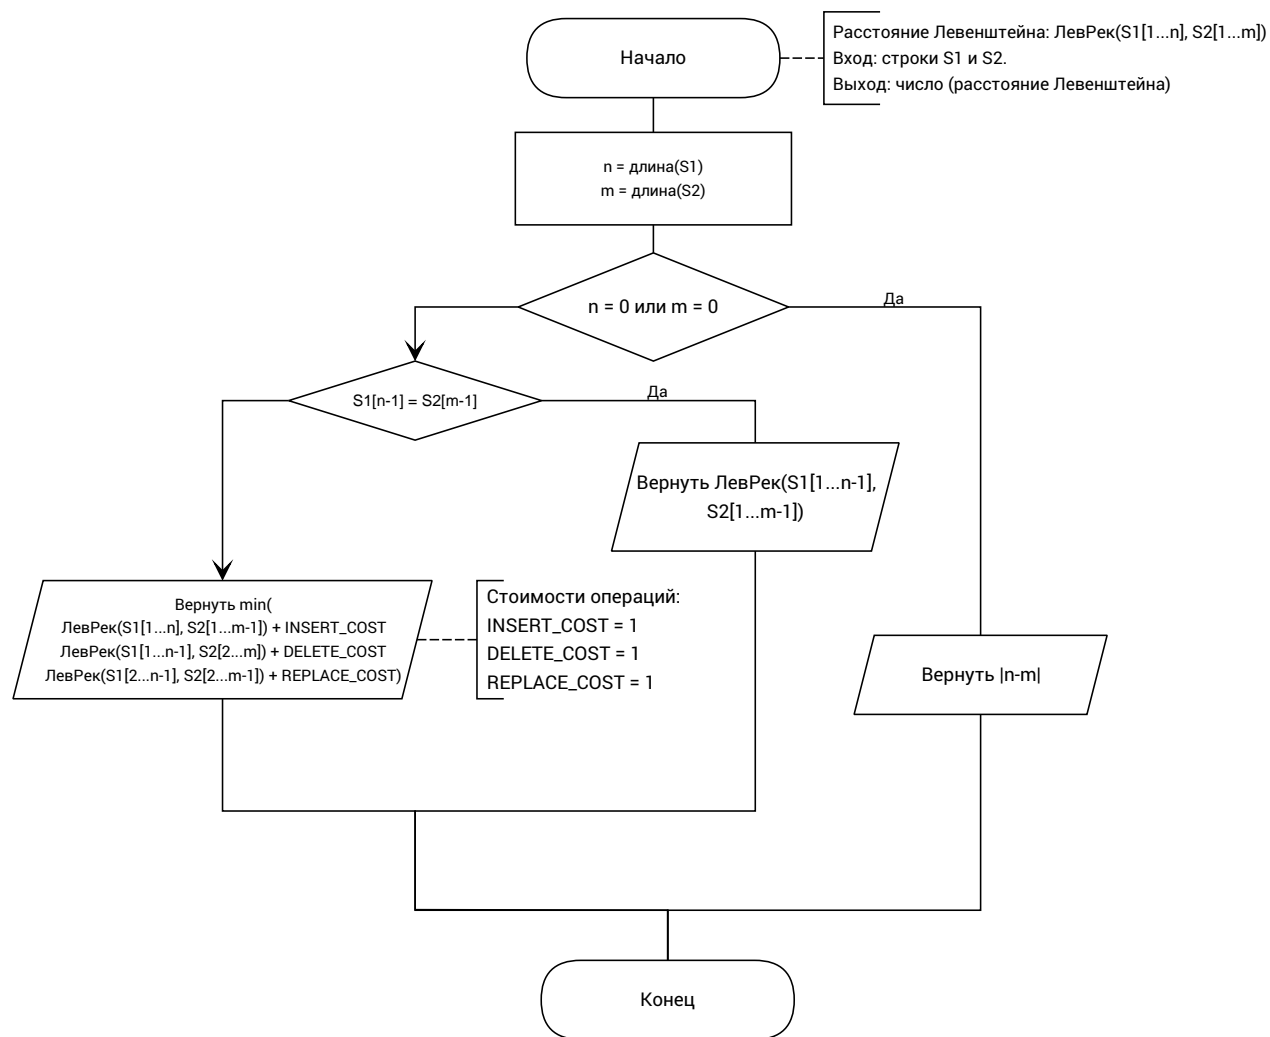 Начало
Расстояние Левенштейна: ЛевРек(S1[1...n], S2[1...m])
Вход: строки S1 и S2.
Выход: число (расстояние Левенштейна)
n = длина(S1)
m = длина(S2)
n = 0 или m = 0
Да
S1[n-1] = S2[m-1]
Да
Вернуть ЛевРек(S1[1...n-1],
S2[1...m-1])
Вернуть min(
ЛевРек(S1[1...n], S2[1...m-1]) + INSERT_COST
ЛевРек(S1[1...n-1], S2[2...m]) + DELETE_COST
ЛевРек(S1[2...n-1], S2[2...m-1]) + REPLACE_COST)
Стоимости операций:
INSERT_COST = 1
DELETE_COST = 1
REPLACE_COST = 1
Вернуть |n-m|
Конец